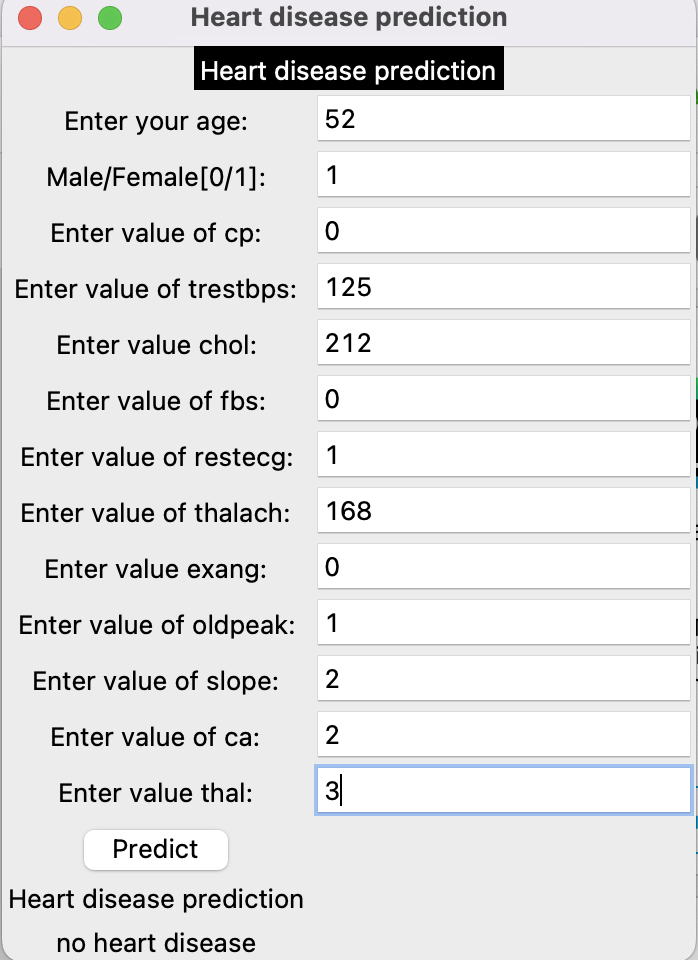 Heart disease prediction
Heart disease prediction
Enter your age: 52
Male/Female[0/1]: 1
Enter value of cp: 0
Enter value of trestbps: 125
Enter value chol: 212
Enter value of fbs: 0
Enter value of restecg: 1
Enter value of thalach: 168
Enter value exang: 0
Enter value of oldpeak: 1
Enter value of slope: 2
Enter value of ca: 2
Enter value thal: 3
Predict
Heart disease prediction
no heart disease